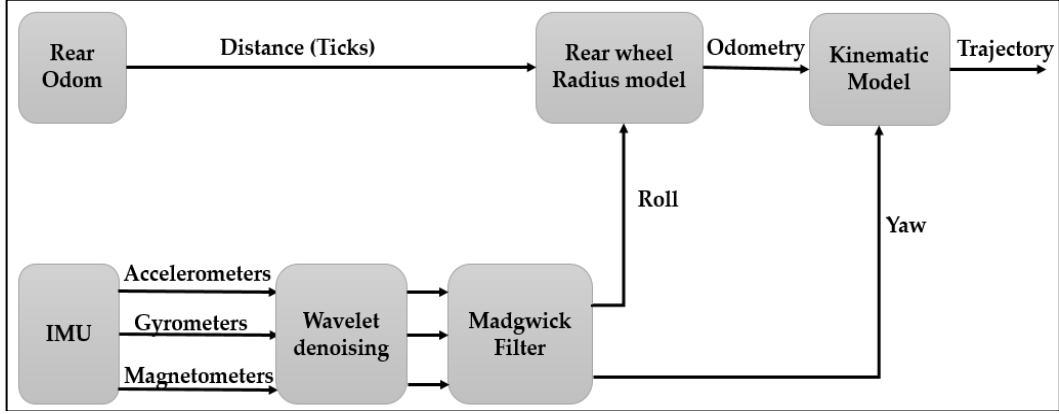 Rear
Odom
Distance (Ticks)
Rear wheel
Radius model
Odometry
Kinematic
Model
Trajectory
Roll
Yaw
IMU
Accelerometers
Gyrometers
Magnetometers
Wavelet
denoising
Madgwick
Filter